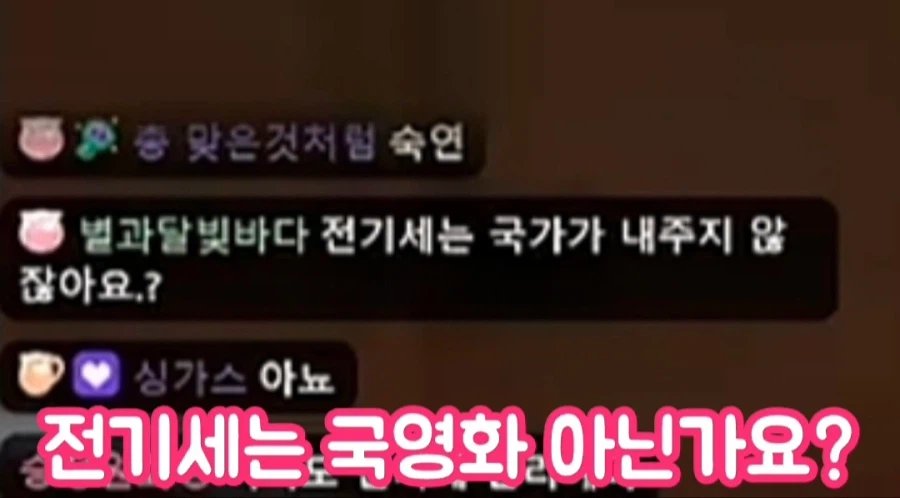 총 맞은것처럼 숙연
별과달빛바다 전기세는 국가가 내주지 않
잖아요.?
싱가스 아뇨
전기세는 국영화 아닌가요?